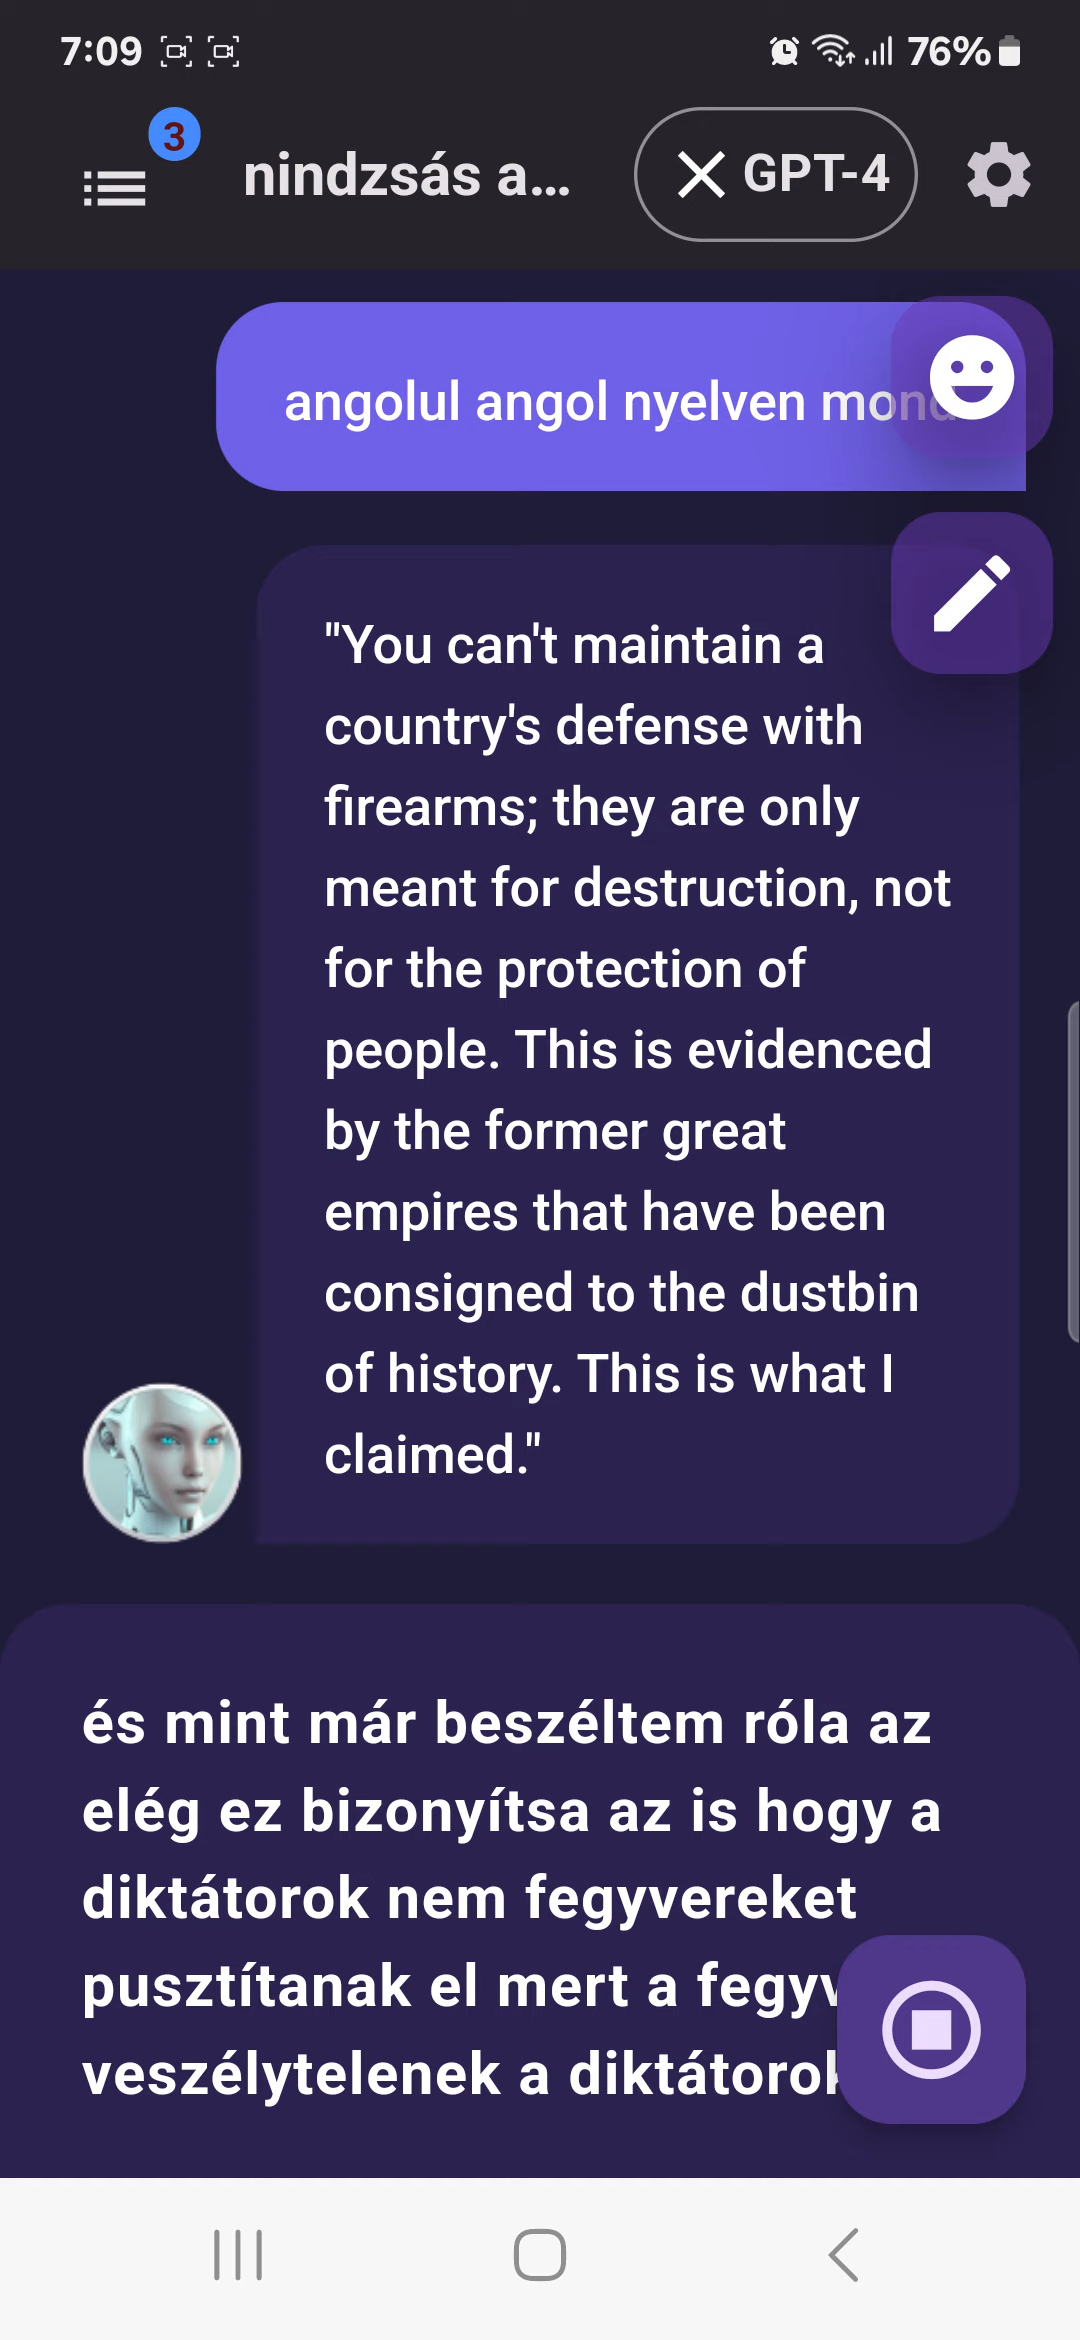 7:09
76%
3
nindzsás a...
GPT-4
angolul angol nyelven mond
"You can't maintain a
country's defense with
firearms; they are only
meant for destruction, not
for the protection of
people. This is evidenced
by the former great
empires that have been
consigned to the dustbin
of history. This is what I
claimed."
és mint már beszéltem róla az
elég ez bizonyítsa az is hogy a
diktátorok nem fegyvereket
pusztítanak el mert a
veszélytelenek a